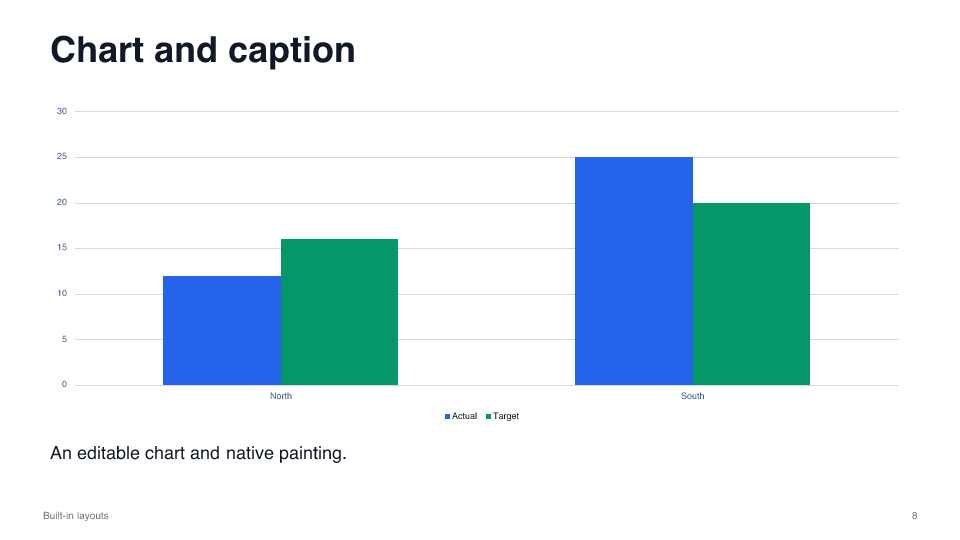 Chart and caption
30
25
20
15
10
5
0
North South
Actual Target
An editable chart and native painting.
Built-in layouts 8